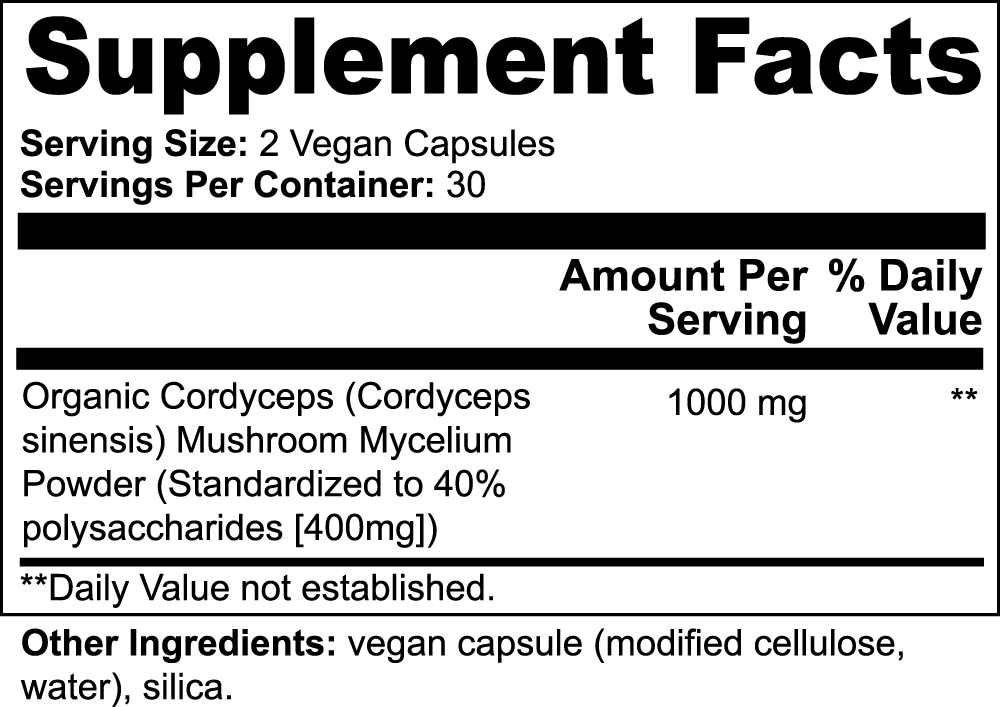 Supplement Facts
Serving Size: 2 Vegan Capsules
Servings Per Container: 30
Amount Per % Daily
Serving Value
Organic Cordyceps (Cordyceps 1000 mg **
sinensis) Mushroom Mycelium
Powder (Standardized to 40%
polysaccharides [400mg])
**Daily Value not established.
Other Ingredients: vegan capsule (modified cellulose,
water), silica.